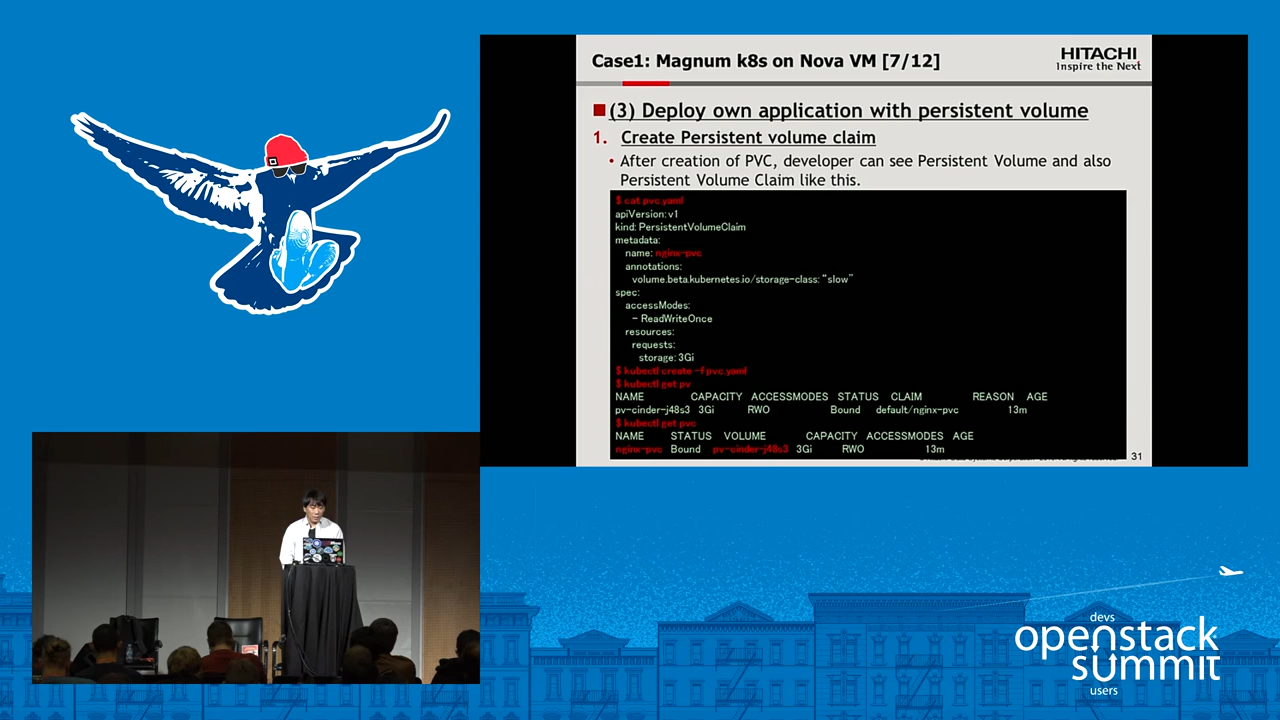 Case1: Magnum k8s on Nova VM [7/12]
HITACHI
Inspire the Next
(3) Deploy own application with persistent volume
1. Create Persistent volume claim
• After creation of PVC, developer can see Persistent Volume and also
Persistent Volume Claim like this.
$ cat pvc.yaml
apiVersion: v1
kind: PersistentVolumeClaim
metadata:
name: nginx-pvc
annotations:
volume.beta.kubernetes.io/storage-class: "slow"
spec:
accessModes:
- ReadWriteOnce
resources:
requests:
storage: 3Gi
$ kubectl create -f pvc.yaml
$ kubectl get pv
NAME CAPACITY ACCESSMODES STATUS CLAIM REASON AGE
pv-cinder-j48s3 3Gi RWO Bound default/nginx-pvc 13m
$ kubectl get pvc
NAME STATUS VOLUME CAPACITY ACCESSMODES AGE
nginx-pvc Bound pv-cinder-j48s3 3Gi RWO 13m
31
devs
openstack
summit
users